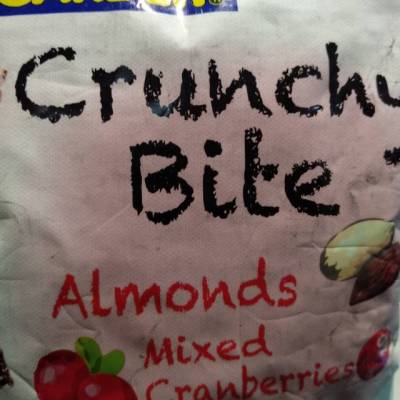 Crunchy
Bite
Almonds
Mixed
Cranberries